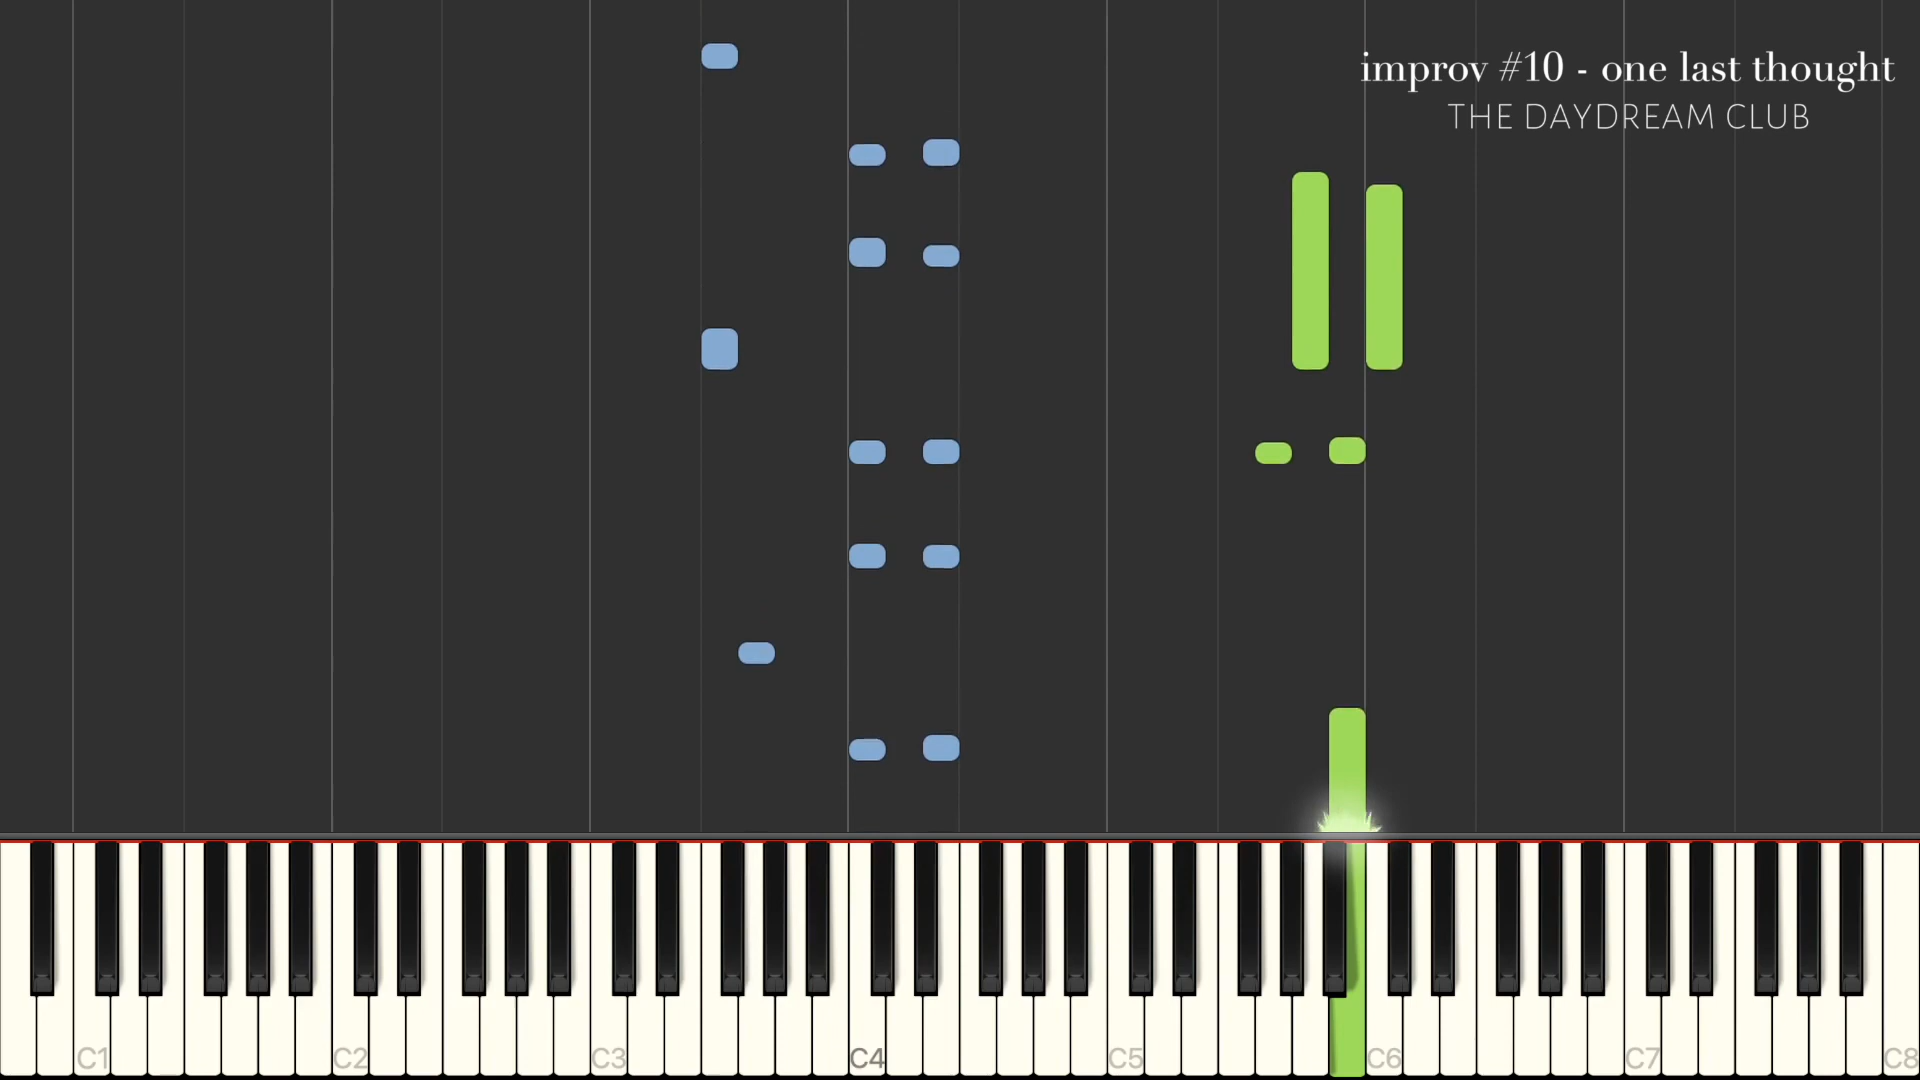 improv #10 - one last thought
THE DAYDREAM CLUB
C1 C2 C3 C4 C5 C6 C7 C8